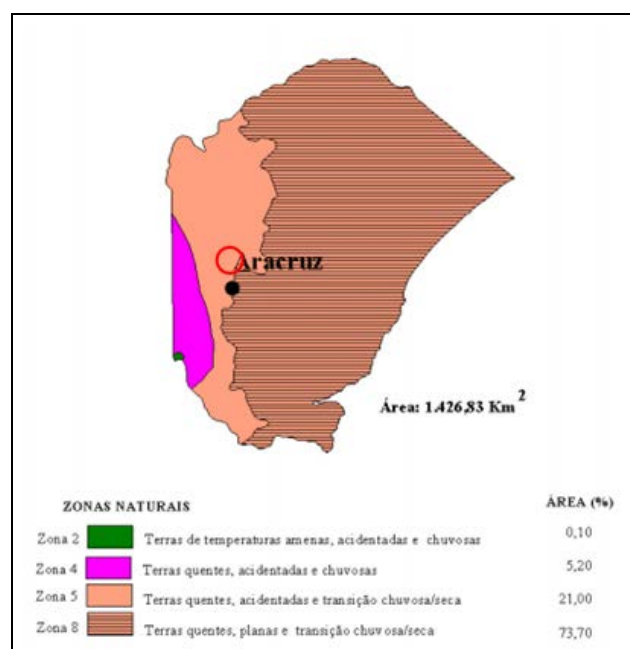 Aracruz
Área: 1.426,83 Km2
ZONAS NATURAIS ÁREA (%)
Zona 2 Terras de temperaturas amenas, acidentadas e chuvosas 0,10
Zona 4 Terras quentes, acidentadas e chuvosas 5,20
Zona 5 Terras quentes, acidentadas e transição chuvosa/seca 21,00
Zona 8 Terras quentes, planas e transição chuvosa/seca 73,70